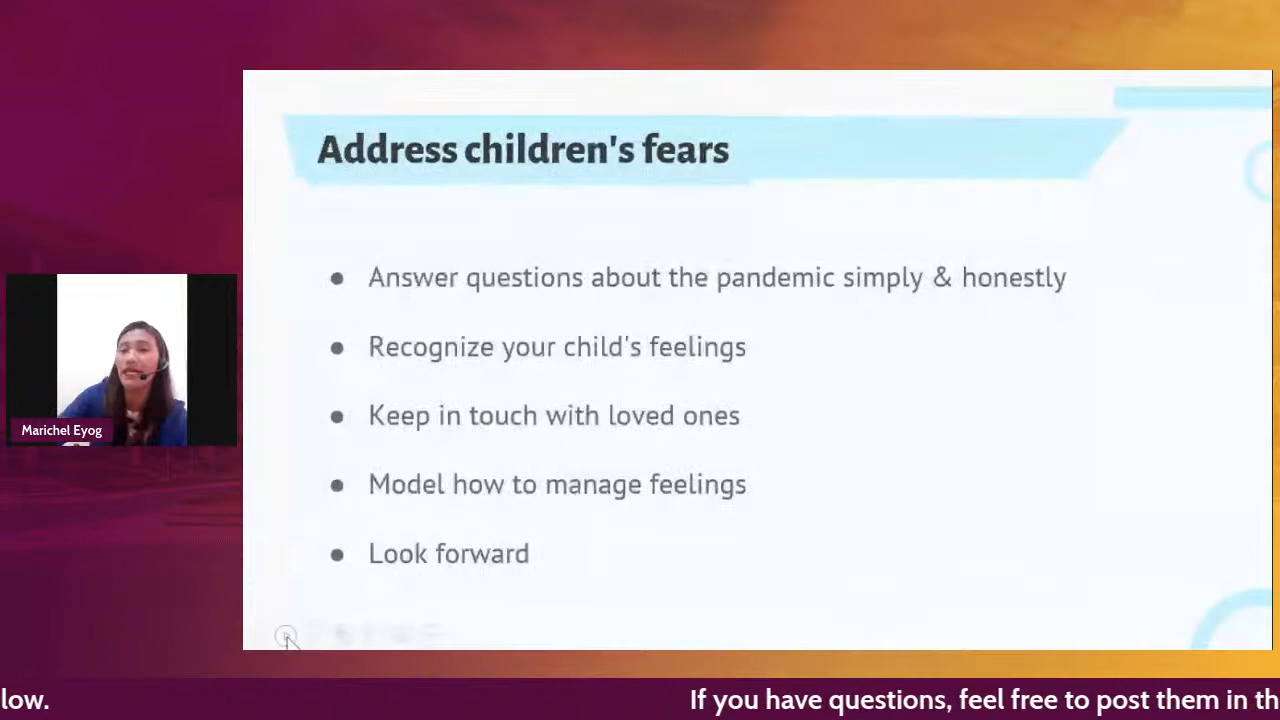 Address children's fears
● Answer questions about the pandemic simply & honestly
● Recognize your child's feelings
● Keep in touch with loved ones
● Model how to manage feelings
● Look forward
Marichel Eyog
low. If you have questions, feel free to post them in th